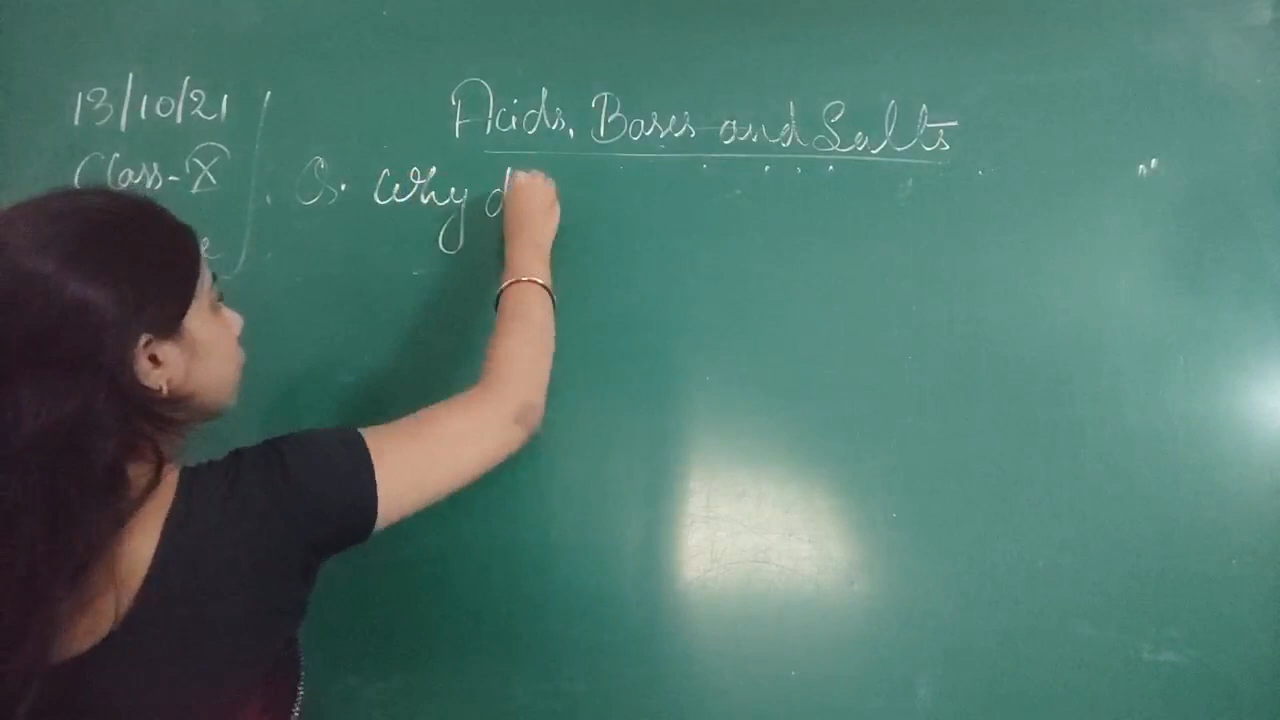 13/10/21
Acids, Bases and Salts
Class-X
Q. Why d
e